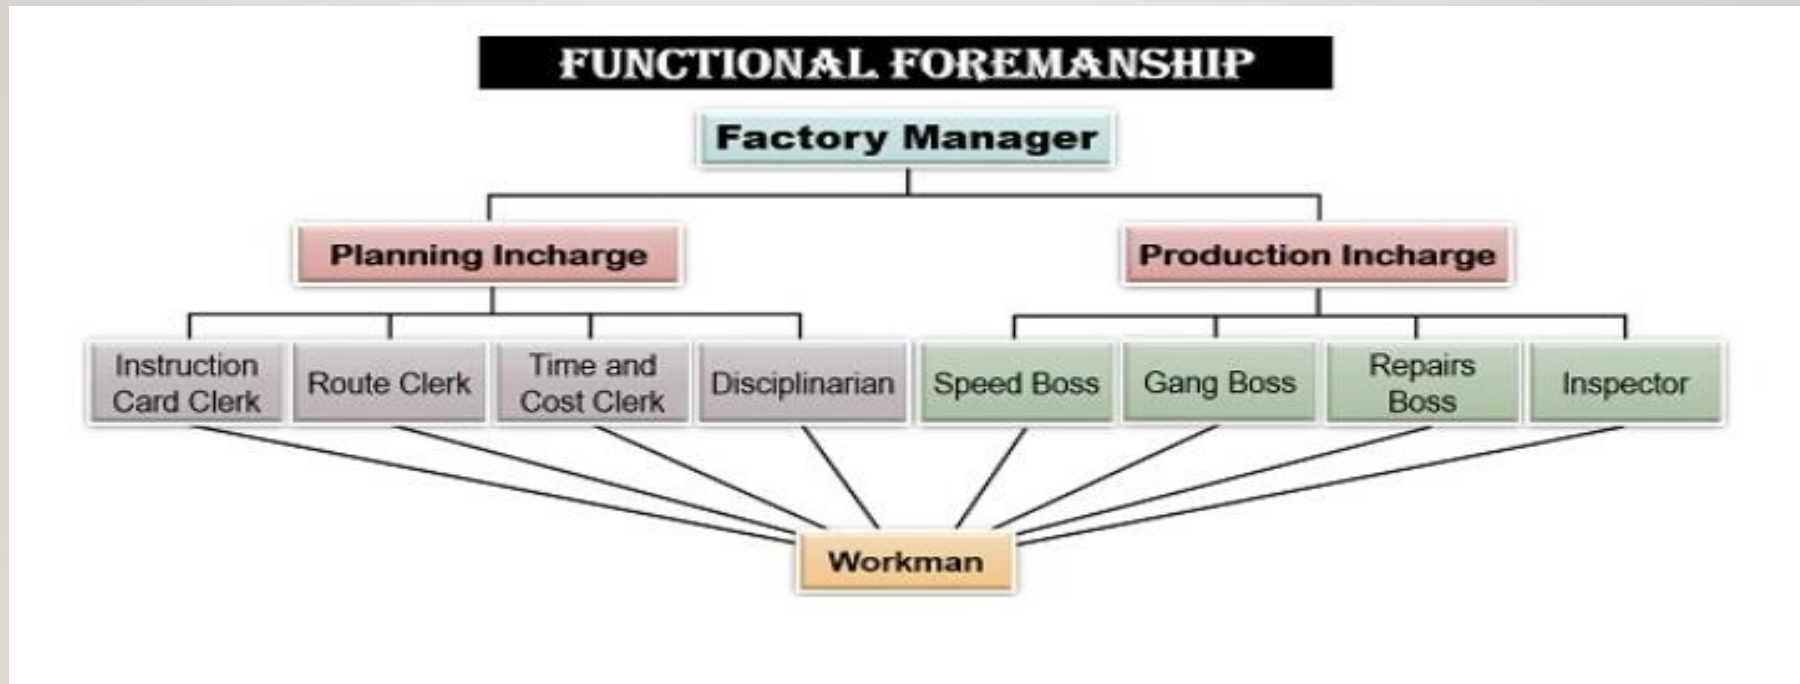 FUNCTIONAL FOREMANSHIP
Factory Manager
Planning Incharge
Production Incharge
Instruction
Card Clerk
Route Clerk
Time and
Cost Clerk
Disciplinarian
Speed Boss
Gang Boss
Repairs
Boss
Inspector
Workman